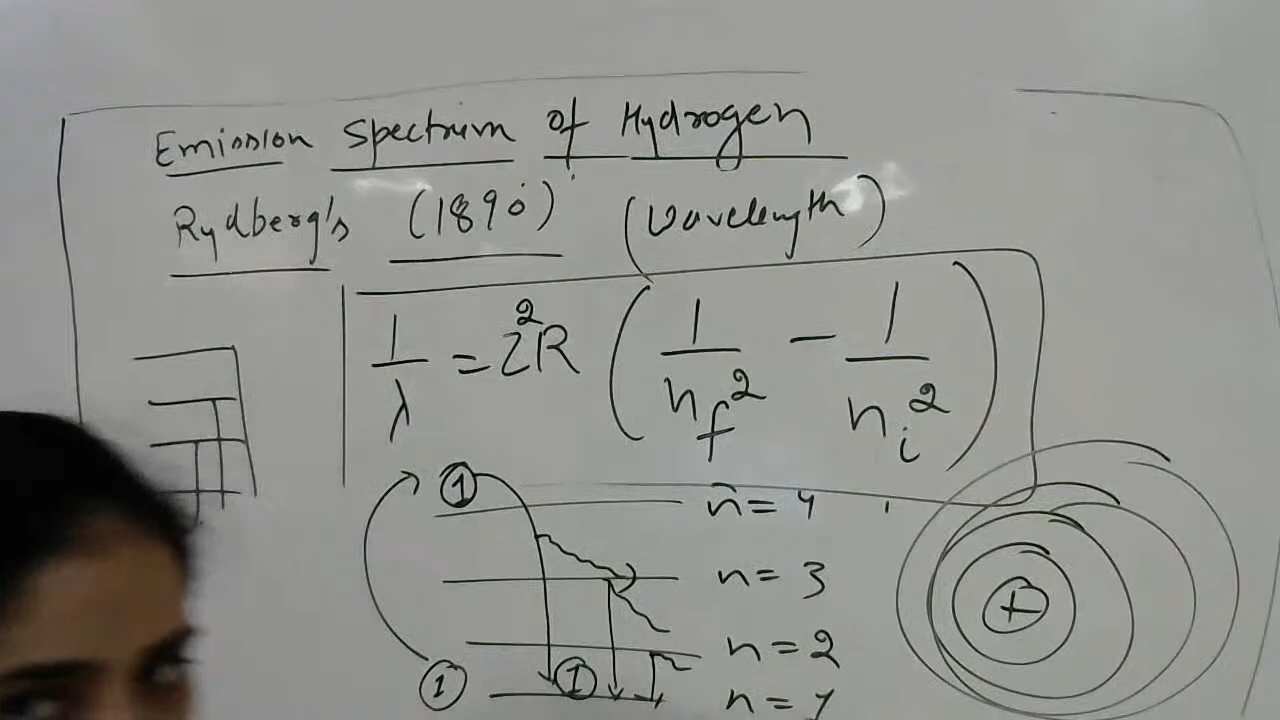 Emission Spectrum of Hydrogen
Rydberg's (1890) (Wavelength)
1/λ = Z²R (1/n_f² − 1/n_i²)
1 n=4
n=3
n=2
1 1 n=1
+